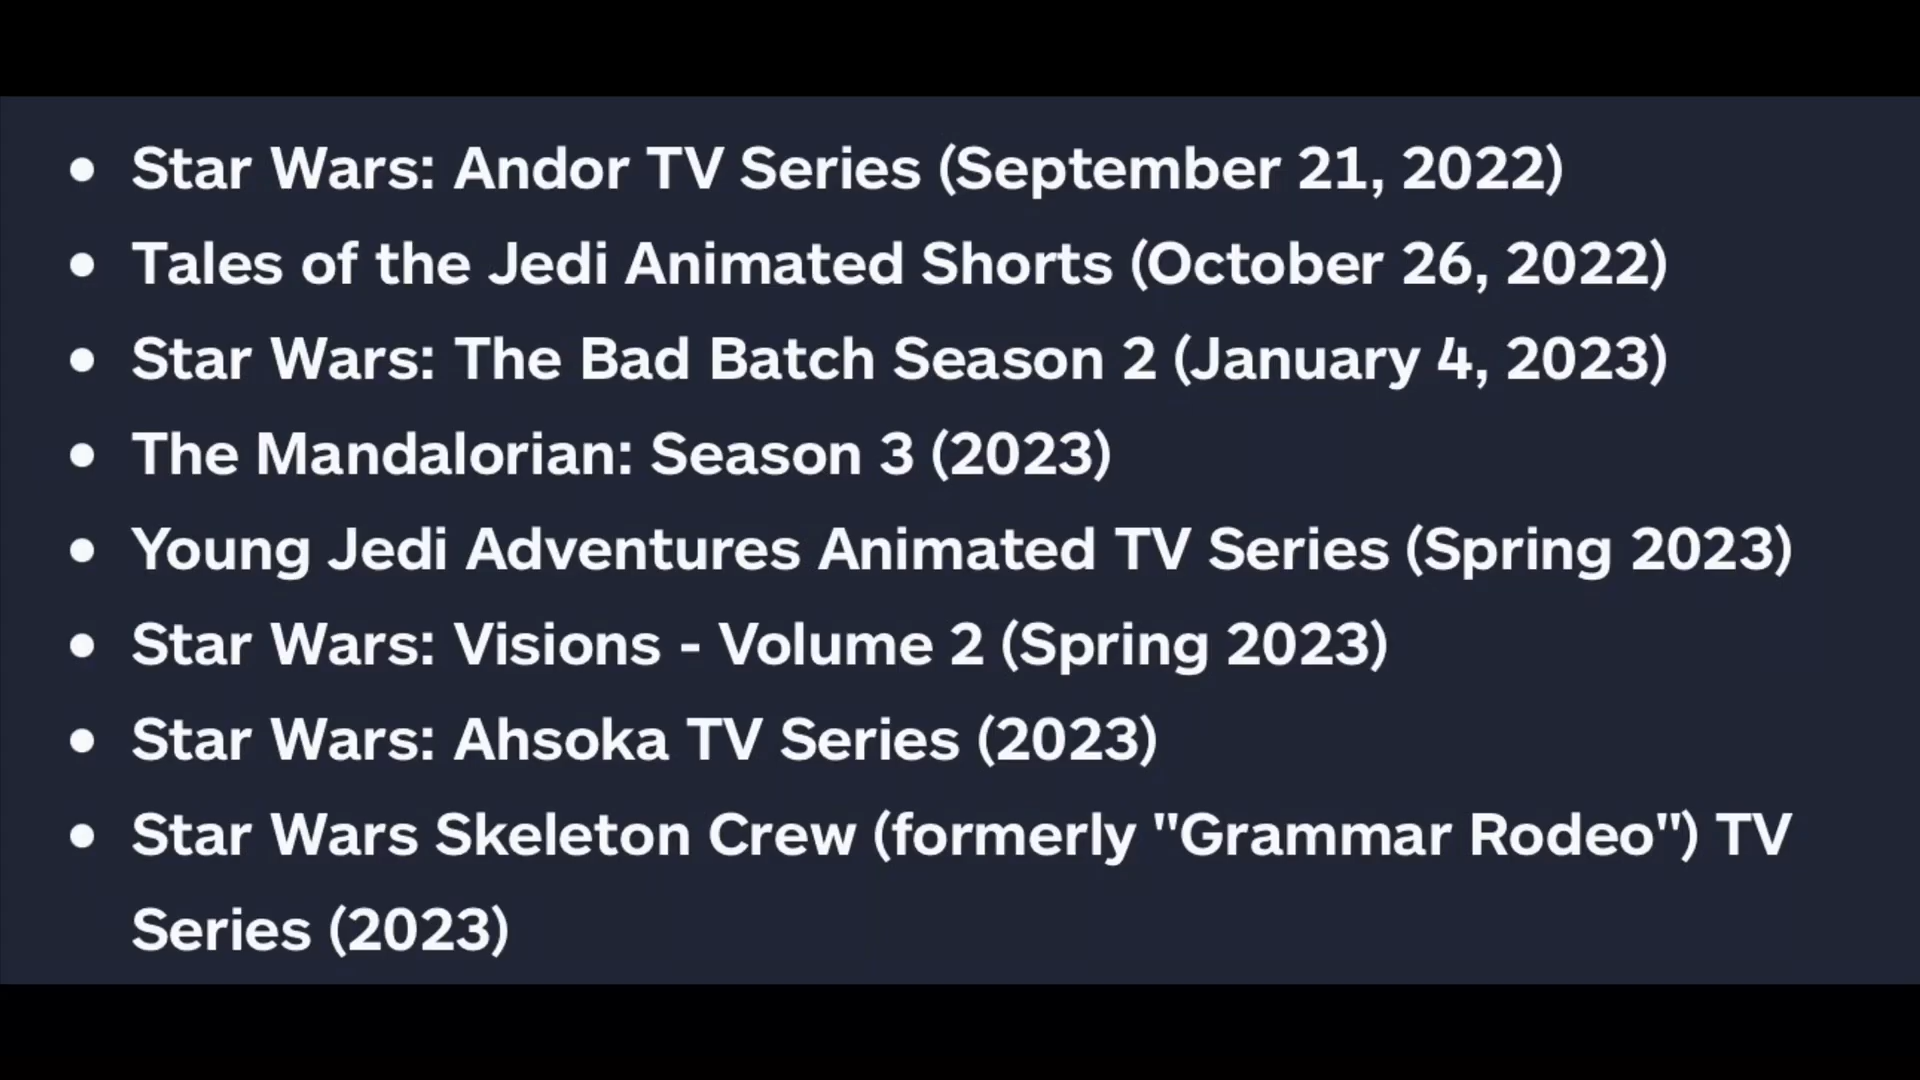 • Star Wars: Andor TV Series (September 21, 2022)
• Tales of the Jedi Animated Shorts (October 26, 2022)
• Star Wars: The Bad Batch Season 2 (January 4, 2023)
• The Mandalorian: Season 3 (2023)
• Young Jedi Adventures Animated TV Series (Spring 2023)
• Star Wars: Visions - Volume 2 (Spring 2023)
• Star Wars: Ahsoka TV Series (2023)
• Star Wars Skeleton Crew (formerly "Grammar Rodeo") TV
Series (2023)